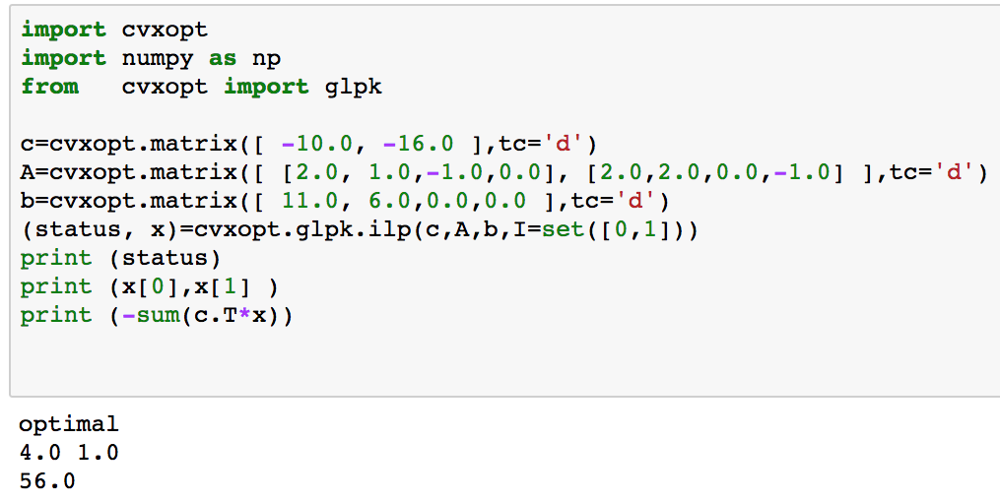 import cvxopt
import numpy as np
from   cvxopt import glpk
c=cvxopt.matrix([ -10.0, -16.0 ],tc='d')
A=cvxopt.matrix([ [2.0, 1.0,-1.0,0.0], [2.0,2.0,0.0,-1.0] ],tc='d')
b=cvxopt.matrix([ 11.0, 6.0,0.0,0.0 ],tc='d')
(status, x)=cvxopt.glpk.ilp(c,A,b,I=set([0,1]))
print (status)
print (x[0],x[1] )
print (-sum(c.T*x))
optimal
4.0 1.0
56.0